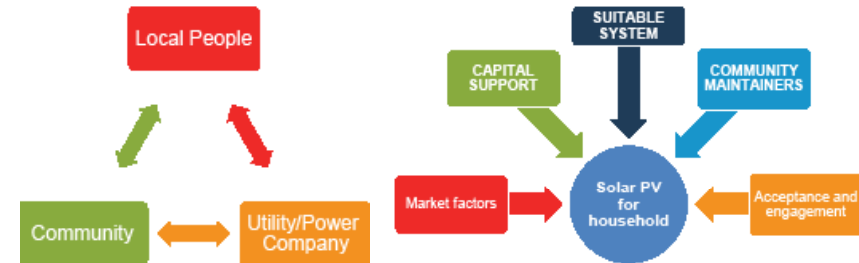 Local People
Community
Utility/Power
Company
SUITABLE
SYSTEM
CAPITAL
SUPPORT
COMMUNITY
MAINTAINERS
Market factors
Solar PV
for
household
Acceptance and
engagement